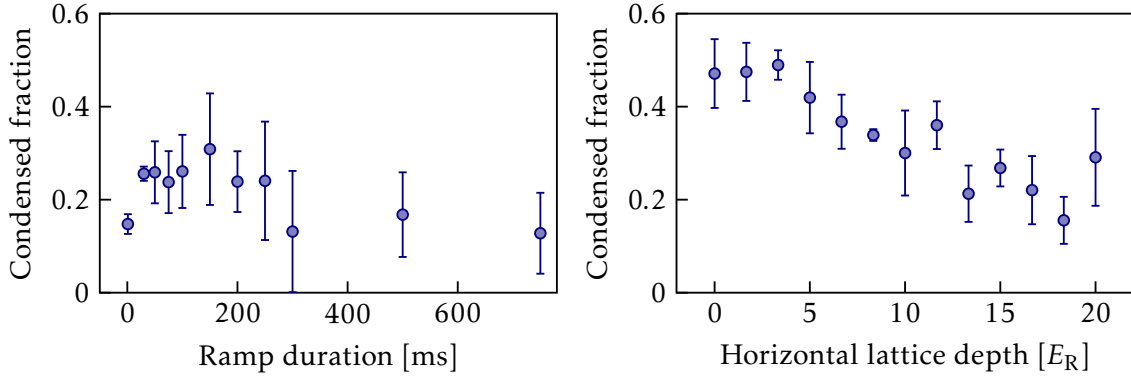 Condensed fraction
0.6
0.4
0.2
0
0 200 400 600
Ramp duration [ms]
Condensed fraction
0.6
0.4
0.2
0
0 5 10 15 20
Horizontal lattice depth [E_R]